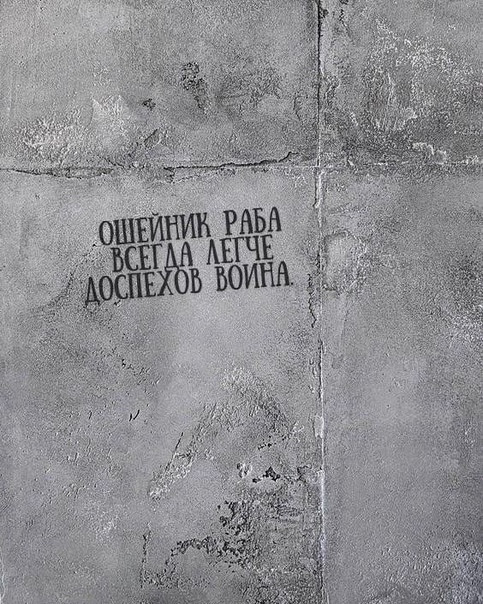 ОШЕЙНИК РАБА
ВСЕГДА ЛЕГЧЕ
ДОСПЕХОВ ВОИНА.